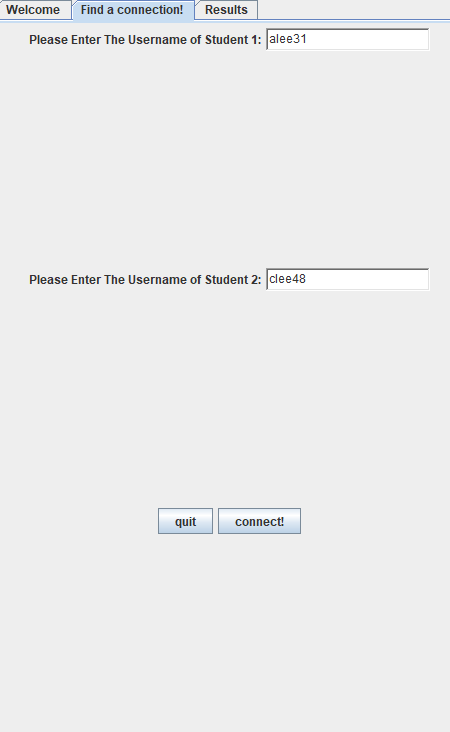 Welcome Find a connection! Results
Please Enter The Username of Student 1: alee31
Please Enter The Username of Student 2: clee48
quit connect!